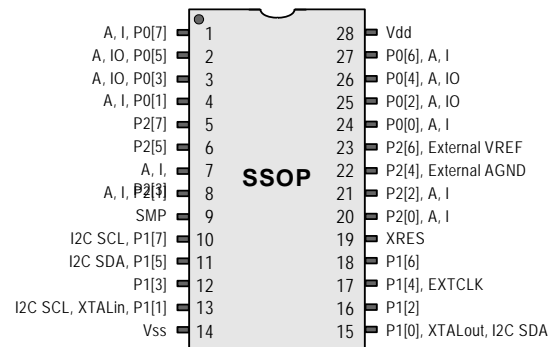 A, I, P0[7] 1 28 Vdd
A, IO, P0[5] 2 27 P0[6], A, I
A, IO, P0[3] 3 26 P0[4], A, IO
A, I, P0[1] 4 25 P0[2], A, IO
P2[7] 5 24 P0[0], A, I
P2[5] 6 23 P2[6], External VREF
A, I, P2[3] 7 SSOP 22 P2[4], External AGND
A, I, P2[1] 8 21 P2[2], A, I
SMP 9 20 P2[0], A, I
I2C SCL, P1[7] 10 19 XRES
I2C SDA, P1[5] 11 18 P1[6]
P1[3] 12 17 P1[4], EXTCLK
I2C SCL, XTALin, P1[1] 13 16 P1[2]
Vss 14 15 P1[0], XTALout, I2C SDA